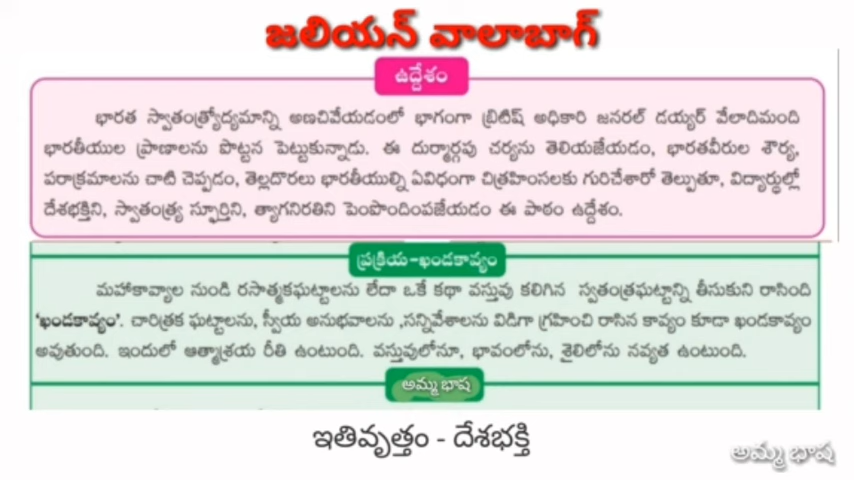 జలియన్ వాలాబాగ్
ఉద్దేశం
భారత స్వాతంత్ర్యోద్యమాన్ని అణచివేయడంలో భాగంగా బ్రిటిష్ అధికారి జనరల్ డయ్యర్ వేలాదిమంది
భారతీయుల ప్రాణాలను పొట్టన పెట్టుకున్నాడు. ఈ దుర్మార్గపు చర్యను తెలియజేయడం, భారతవీరుల శౌర్య,
పరాక్రమాలను చాటి చెప్పడం, తెల్లదొరలు భారతీయుల్ని ఏవిధంగా చిత్రహింసలకు గురిచేశారో తెల్పుతూ, విద్యార్థుల్లో
దేశభక్తిని, స్వాతంత్ర్య స్ఫూర్తిని, త్యాగనిరతిని పెంపొందింపజేయడం ఈ పాఠం ఉద్దేశం.
ప్రక్రియ-ఖండకావ్యం
మహాకావ్యాల నుండి రసాత్మకఘట్టాలను లేదా ఒకే కథా వస్తువు కలిగిన స్వతంత్రఘట్టాన్ని తీసుకుని రాసింది
'ఖండకావ్యం'. చారిత్రక ఘట్టాలను, స్వీయ అనుభవాలను ,సన్నివేశాలను విడిగా గ్రహించి రాసిన కావ్యం కూడా ఖండకావ్యం
అవుతుంది. ఇందులో ఆత్మాశ్రయ రీతి ఉంటుంది. వస్తువులోనూ, భావంలోను, శైలిలోను నవ్యత ఉంటుంది.
అమ్మ భాష
ఇతివృత్తం - దేశభక్తి
అమ్మ భాష